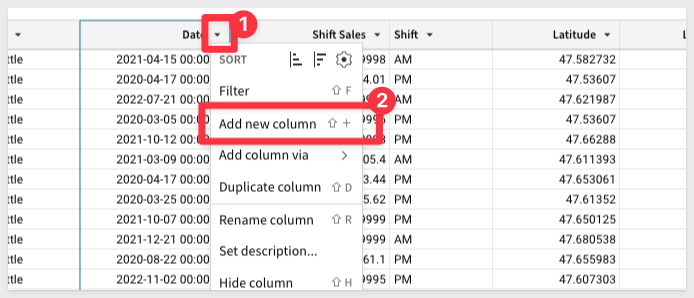 1
Date Shift Sales Shift Latitude
ttle 2021-04-15 00:00 SORT 9998 AM 47.582732
ttle 2020-04-17 00:00 4.01 PM 47.53607
ttle 2022-07-21 00:00 Filter ⇧ F AM 47.621987
2
ttle 2020-03-05 00:00 PM 47.53607
ttle 2021-10-12 00:00 Add new column ⇧ + PM 47.66288
ttle 2021-03-09 00:00 Add column via 05.4 AM 47.611393
ttle 2020-04-17 00:00 3.44 PM 47.653061
ttle 2020-03-25 00:00 Duplicate column ⇧ D 5.62 PM 47.61352
ttle 2021-10-07 00:00 Rename column ⇧ R 9999 PM 47.650125
ttle 2021-12-21 00:00 9999 AM 47.680538
ttle 2020-08-22 00:00 Set description... 61.1 PM 47.655983
ttle 2022-11-02 00:00 Hide column ⇧ H 9995 PM 47.607303